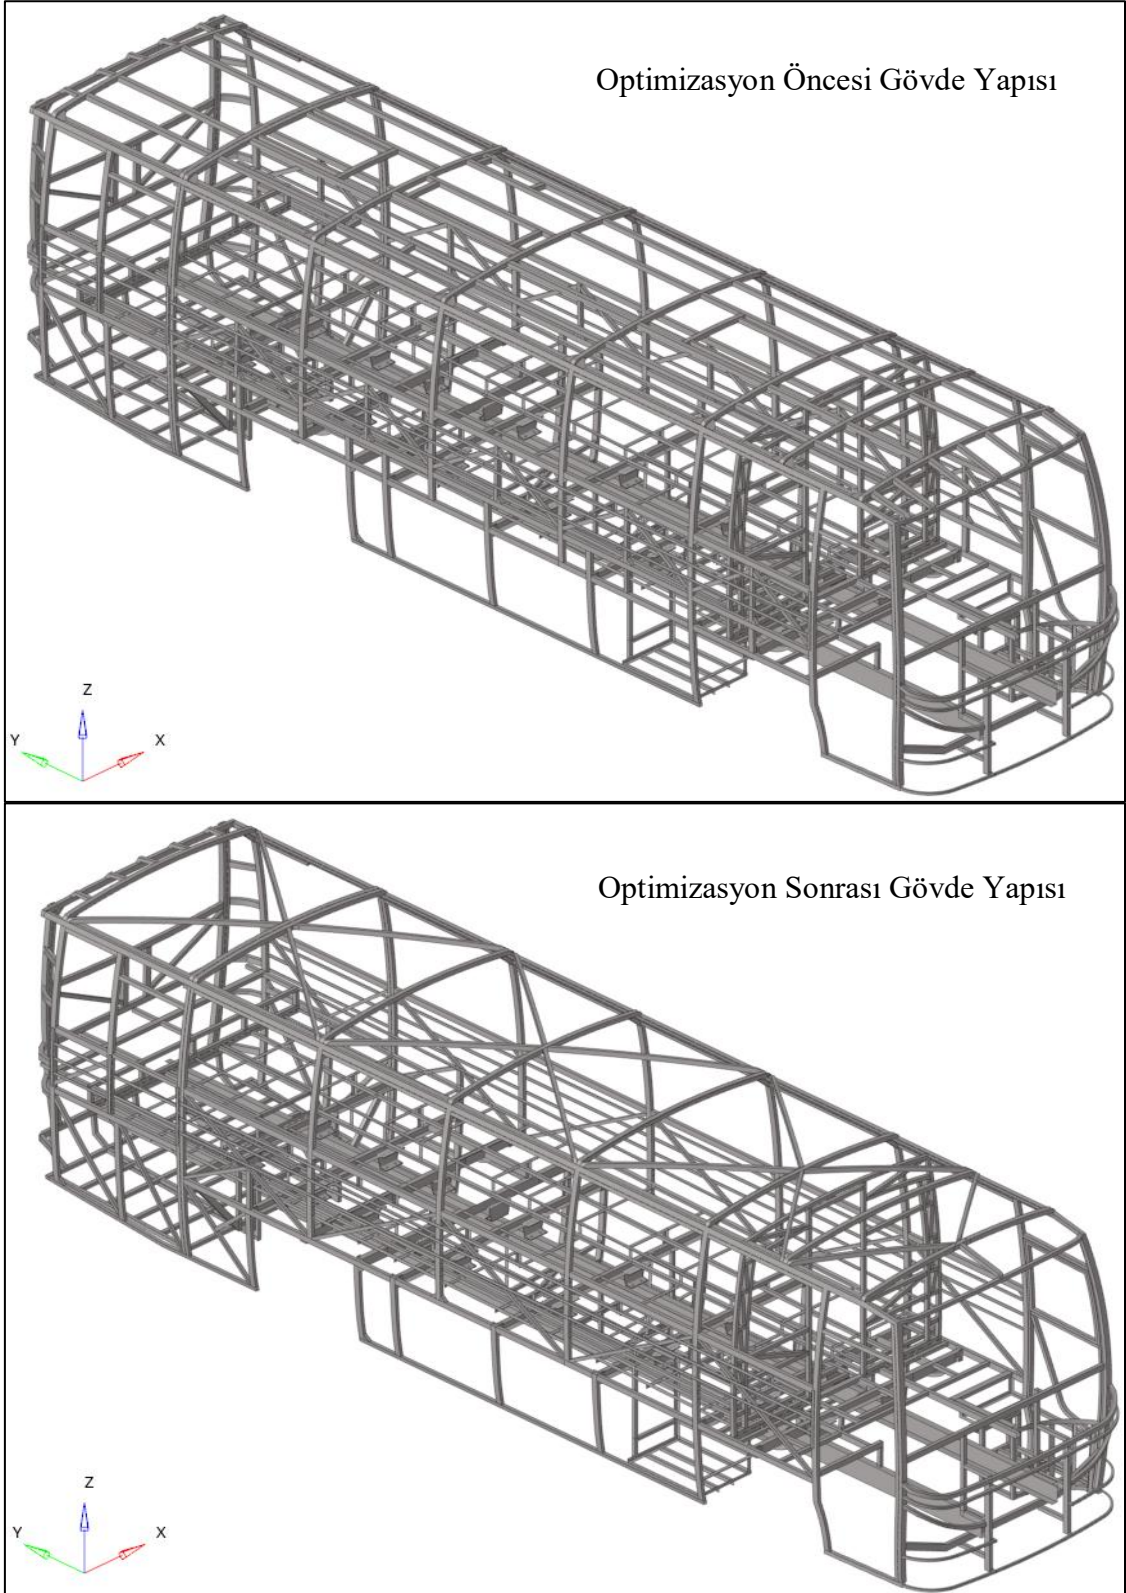 Optimizasyon Öncesi Gövde Yapısı
Z
Y
X
Optimizasyon Sonrası Gövde Yapısı
Z
Y
X